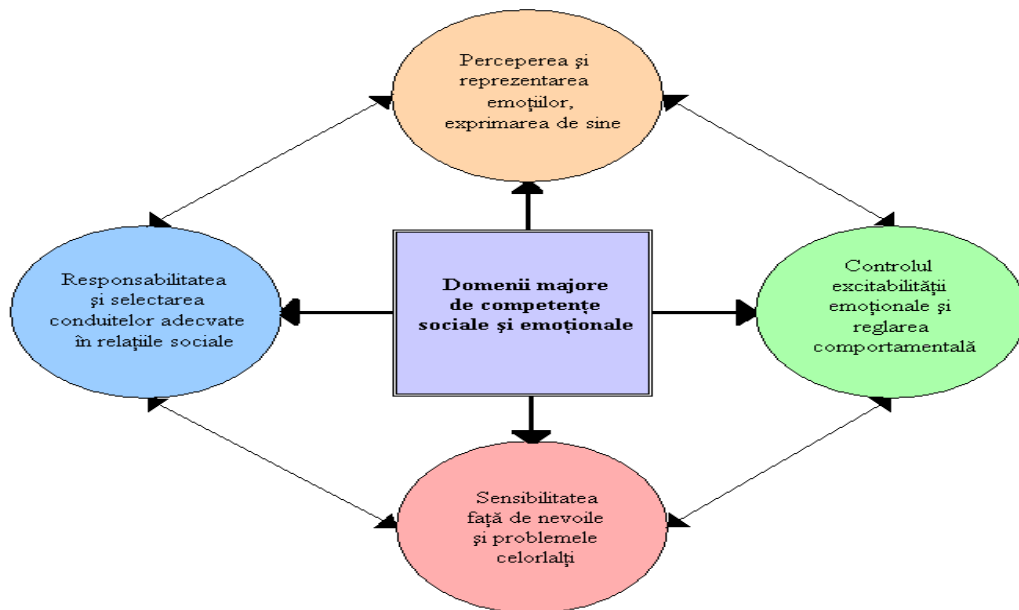 Perceperea şi
reprezentarea
emoţiilor,
exprimarea de sine
Responsabilitatea
şi selectarea
conduitelor adecvate
în relaţiile sociale
Domenii majore
de competenţe
sociale şi emoţionale
Controlul
excitabilităţii
emoţionale şi
reglarea
comportamentală
Sensibilitatea
faţă de nevoile
şi problemele
celorlalţi